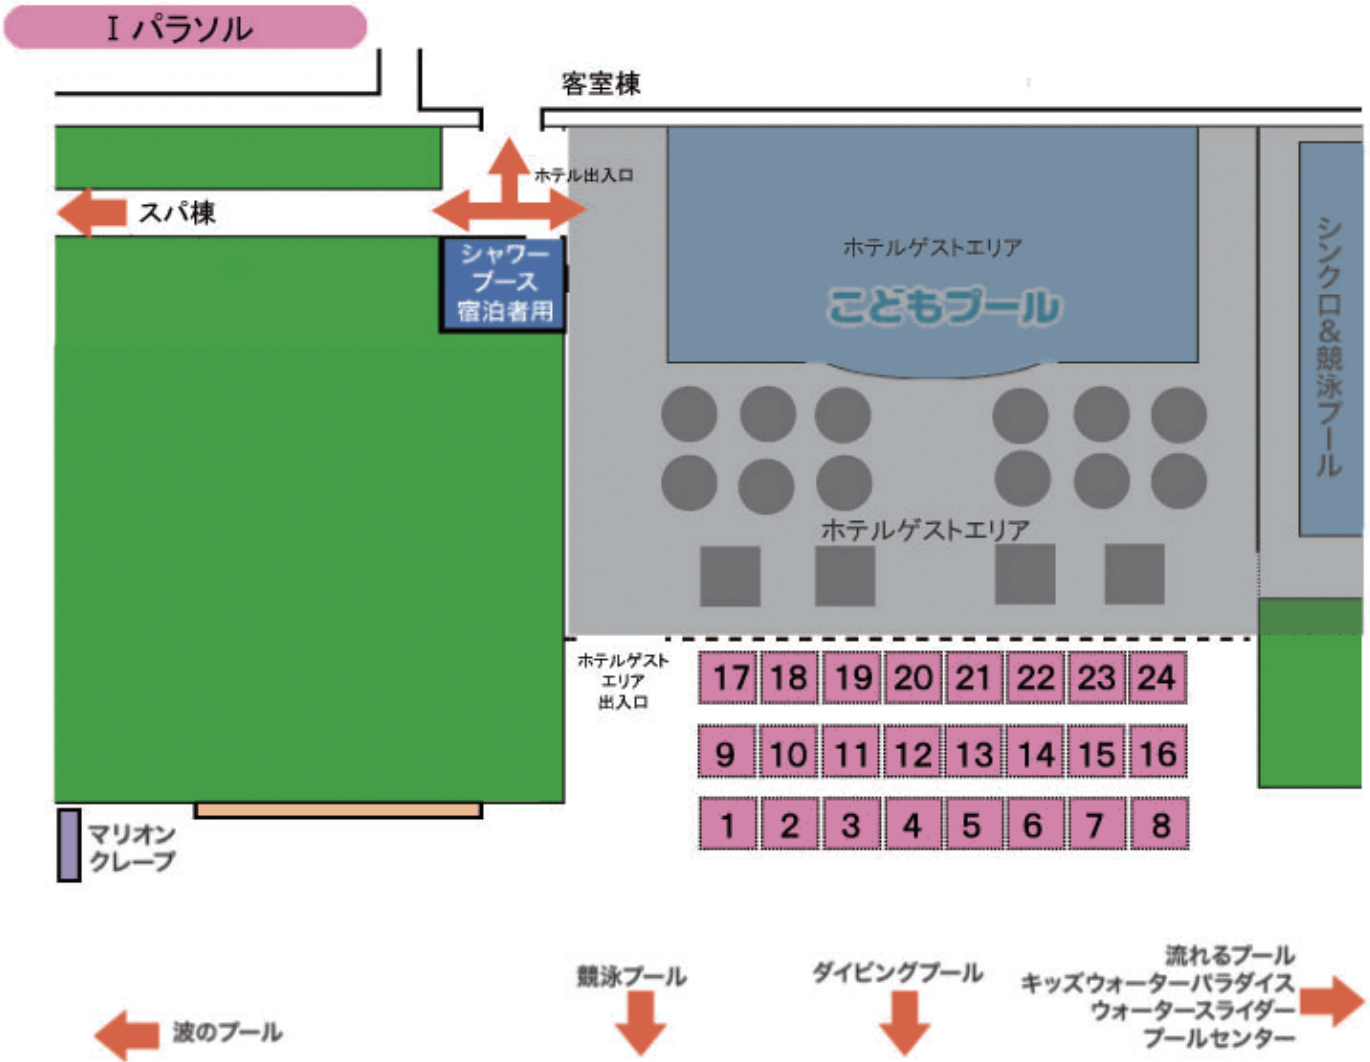 I パラソル
客室棟
ホテル出入口
スパ棟
シャワー
ブース
宿泊者用
ホテルゲストエリア
こどもプール
シンクロ&競泳プール
ホテルゲストエリア
ホテルゲスト
エリア
出入口
17 18 19 20 21 22 23 24
9 10 11 12 13 14 15 16
1 2 3 4 5 6 7 8
マリオン
クレープ
競泳プール
ダイビングプール
流れるプール
キッズウォーターパラダイス
ウォータースライダー
プールセンター
波のプール